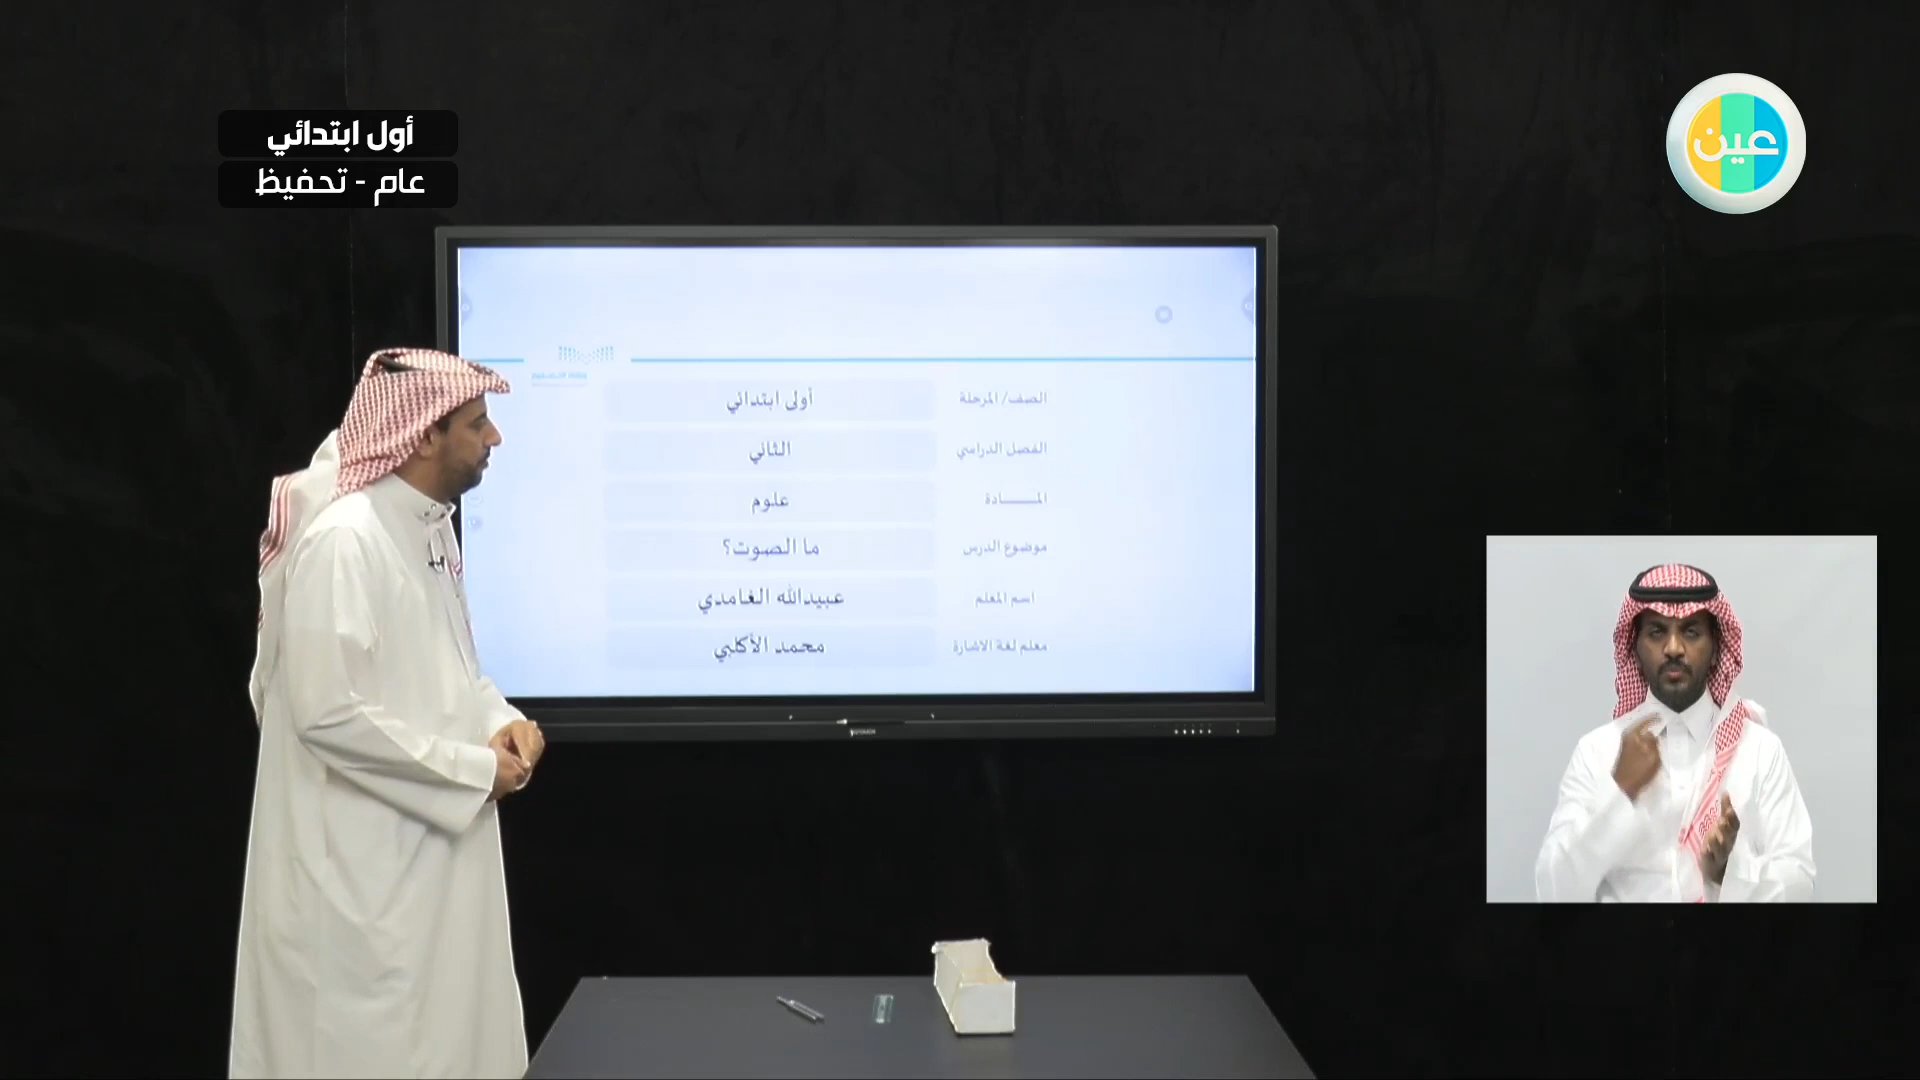 أول ابتدائي
عام - تحفيظ
عين
الصف/ المرحلة أولى ابتدائي
الفصل الدراسي الثاني
المـــــــادة علوم
موضوع الدرس ما الصوت؟
اسم المعلم عبيدالله الغامدي
معلم لغة الاشارة محمد الأكلبي